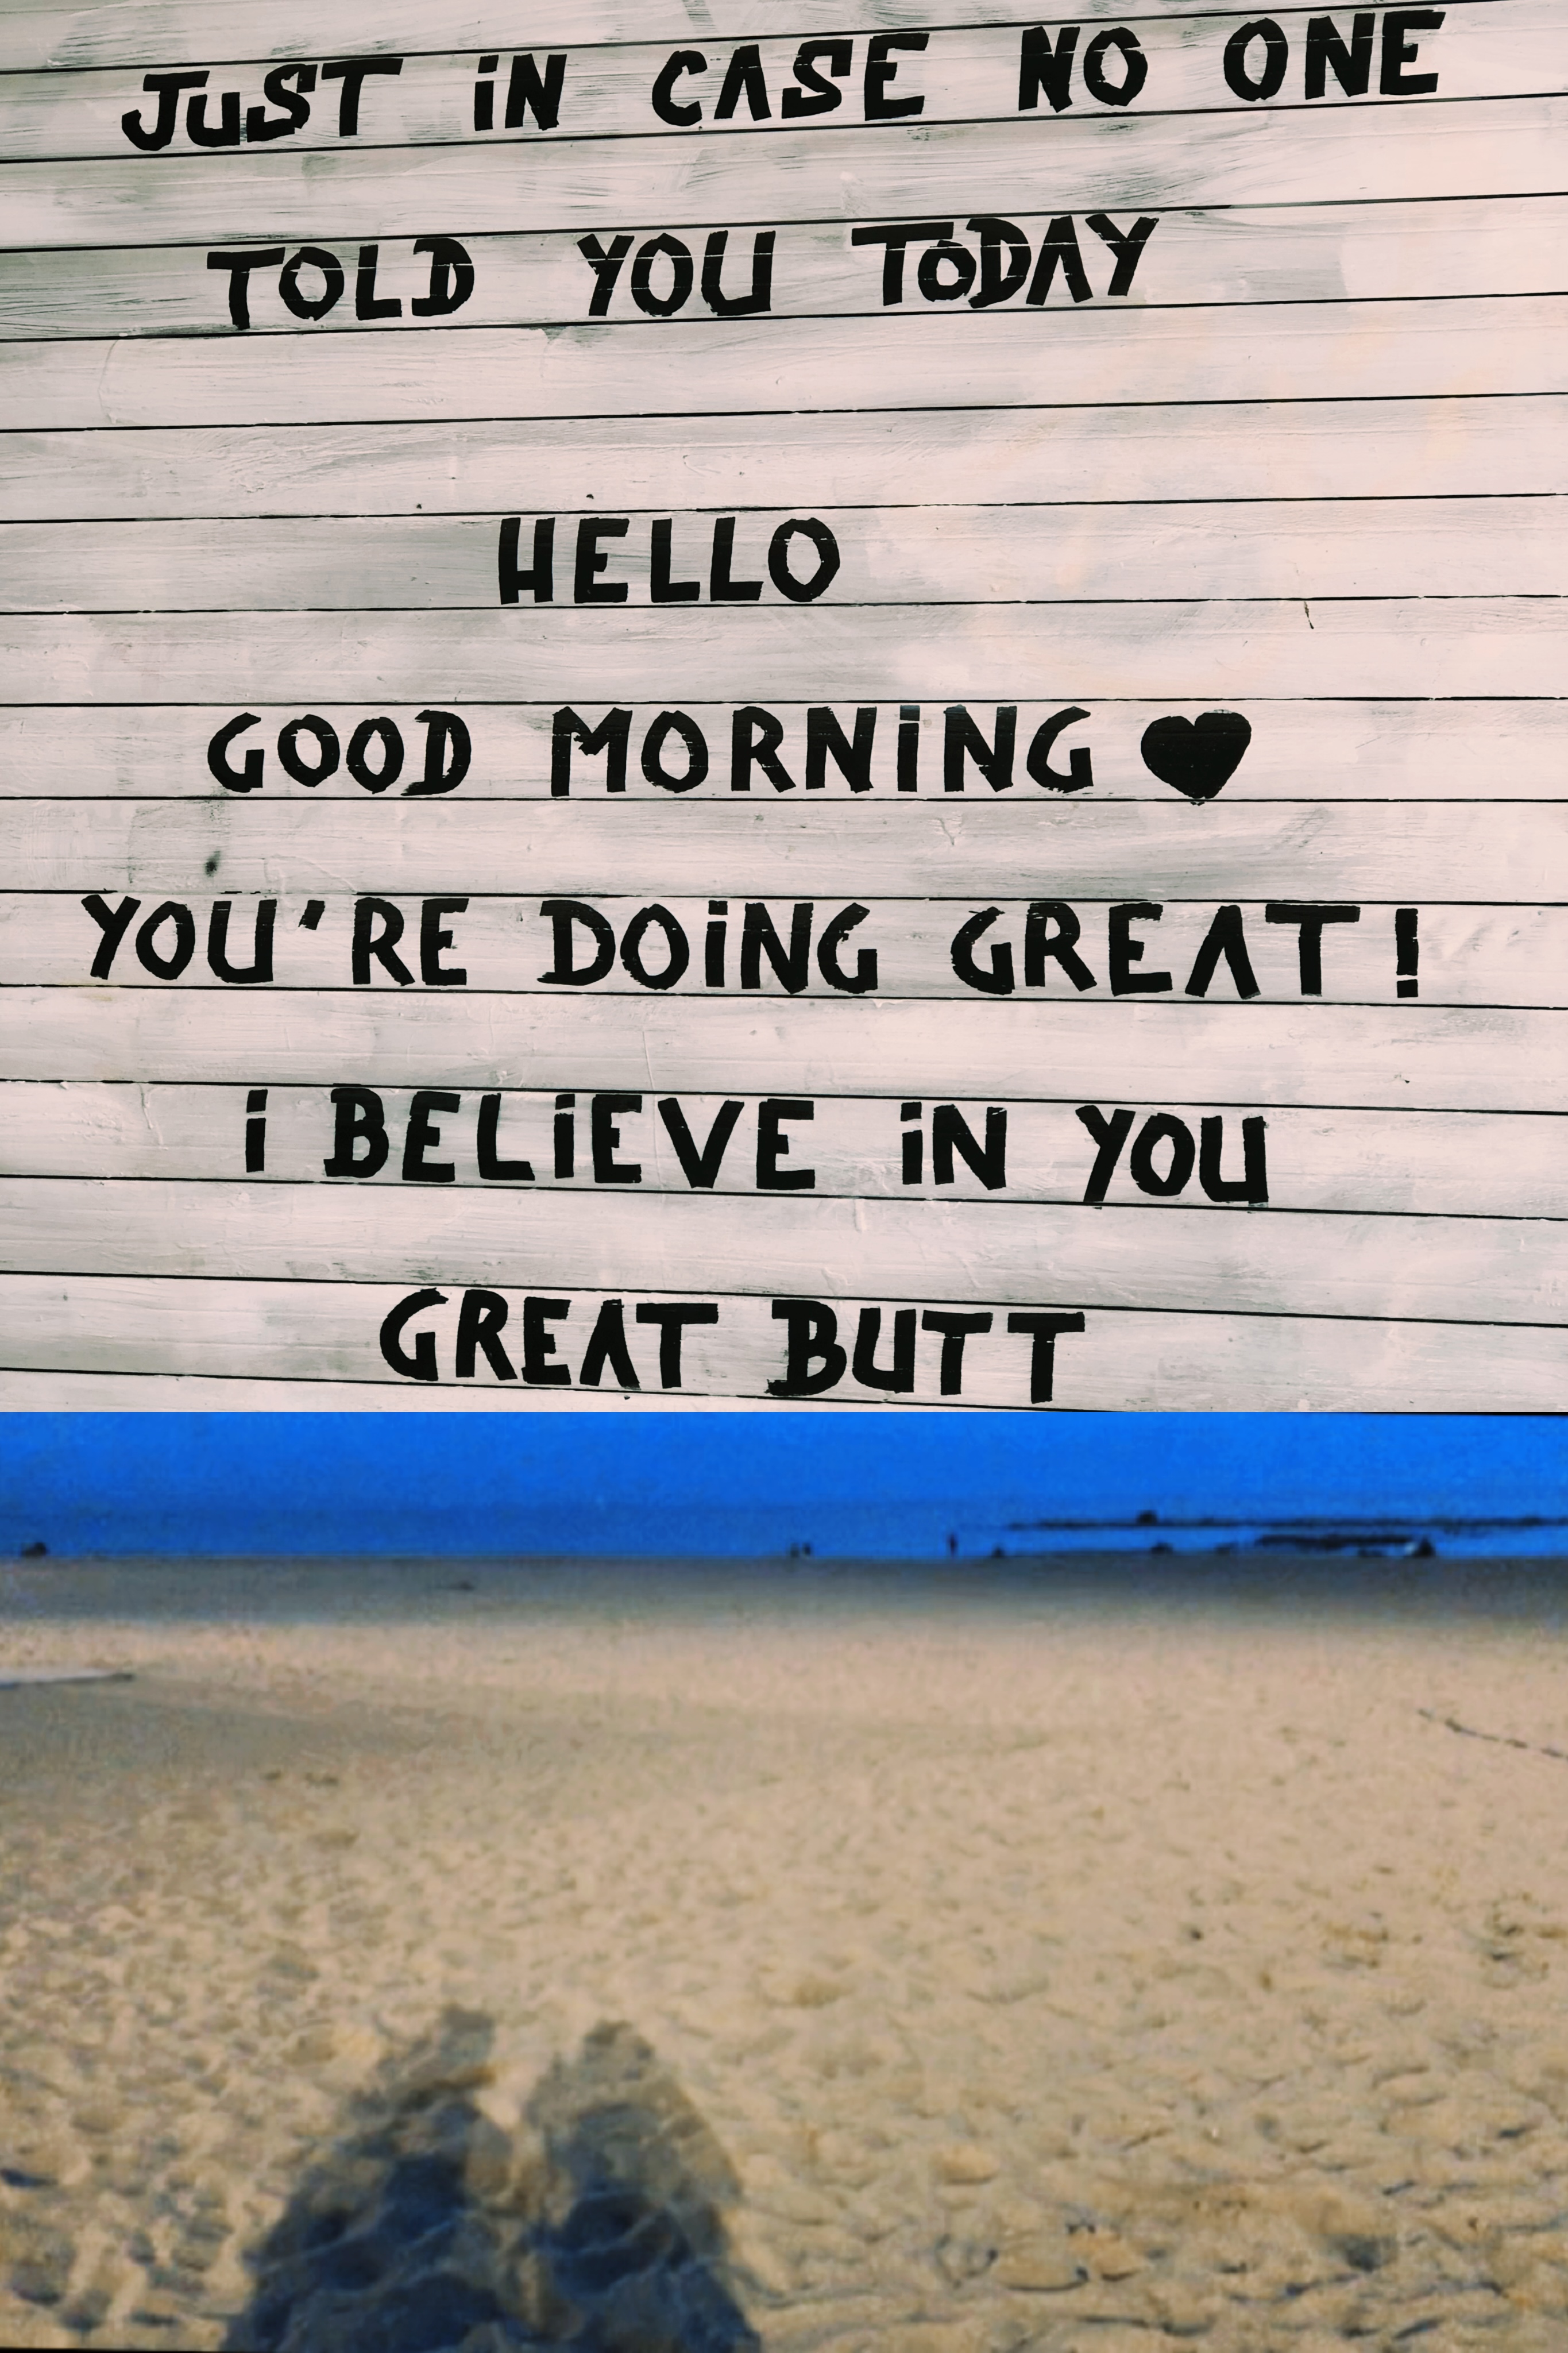 JUST iN CASE NO ONE
TOLD YOU TODAY
HELLO
GOOD MORNiNG ♥
YOU'RE DOiNG GREAT!
i BELiEVE iN YOU
GREAT BUTT